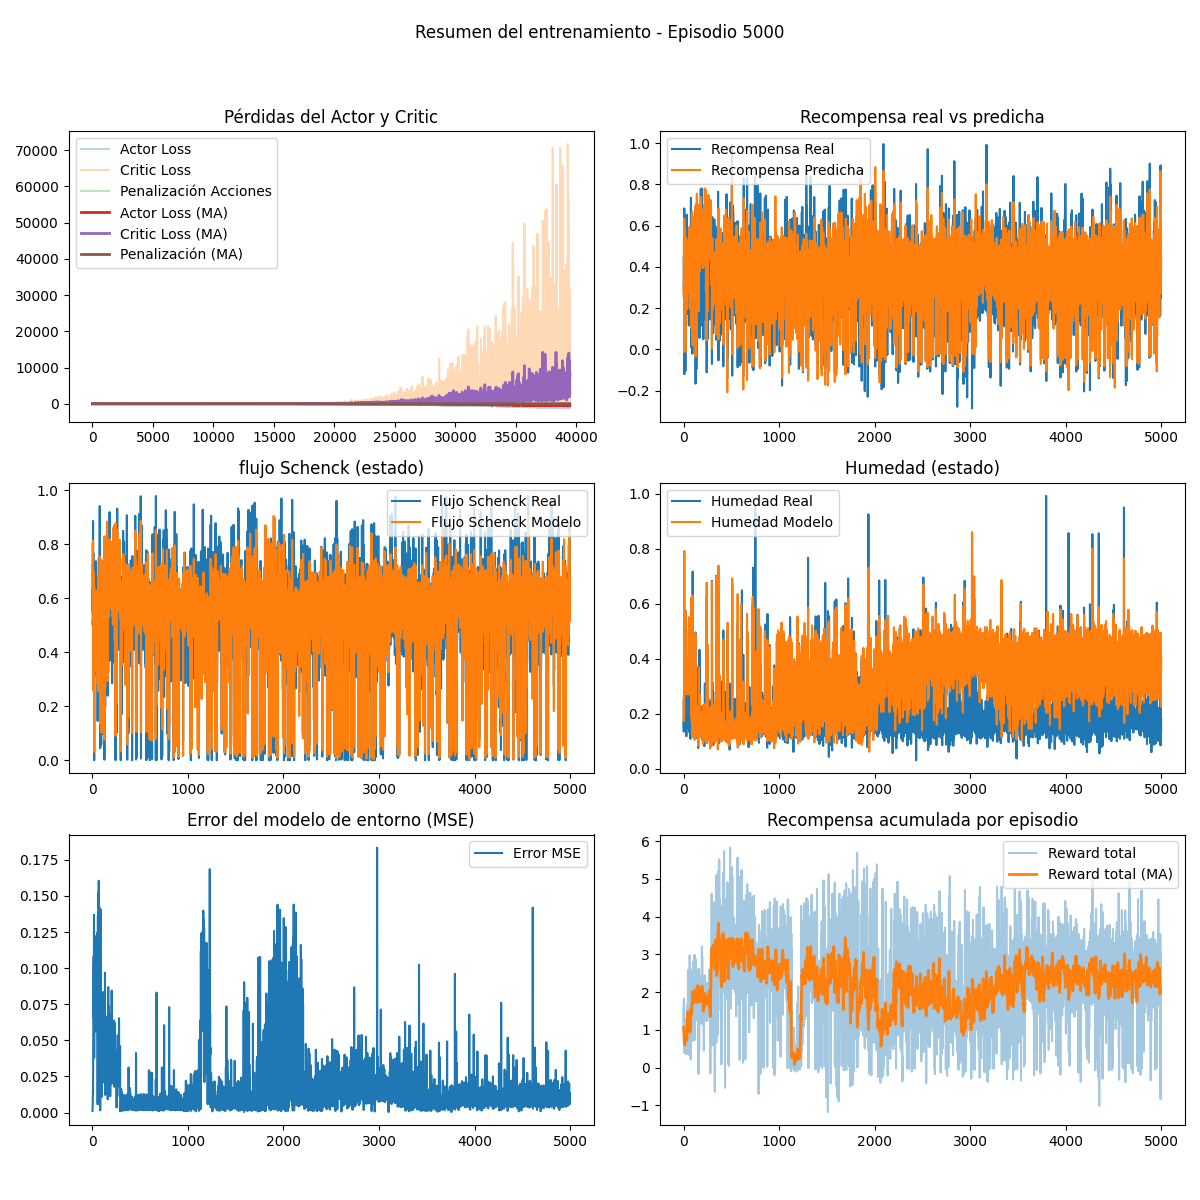 Resumen del entrenamiento - Episodio 5000
Pérdidas del Actor y Critic
70000
60000
50000
40000
30000
20000
10000
0
Actor Loss
Critic Loss
Penalización Acciones
Actor Loss (MA)
Critic Loss (MA)
Penalización (MA)
0 5000 10000 15000 20000 25000 30000 35000 40000
Recompensa real vs predicha
1.0
0.8
0.6
0.4
0.2
0.0
−0.2
Recompensa Real
Recompensa Predicha
0 1000 2000 3000 4000 5000
flujo Schenck (estado)
1.0
0.8
0.6
0.4
0.2
0.0
Flujo Schenck Real
Flujo Schenck Modelo
0 1000 2000 3000 4000 5000
Humedad (estado)
1.0
0.8
0.6
0.4
0.2
0.0
Humedad Real
Humedad Modelo
0 1000 2000 3000 4000 5000
Error del modelo de entorno (MSE)
0.175
0.150
0.125
0.100
0.075
0.050
0.025
0.000
Error MSE
0 1000 2000 3000 4000 5000
Recompensa acumulada por episodio
6
5
4
3
2
1
0
−1
Reward total
Reward total (MA)
0 1000 2000 3000 4000 5000